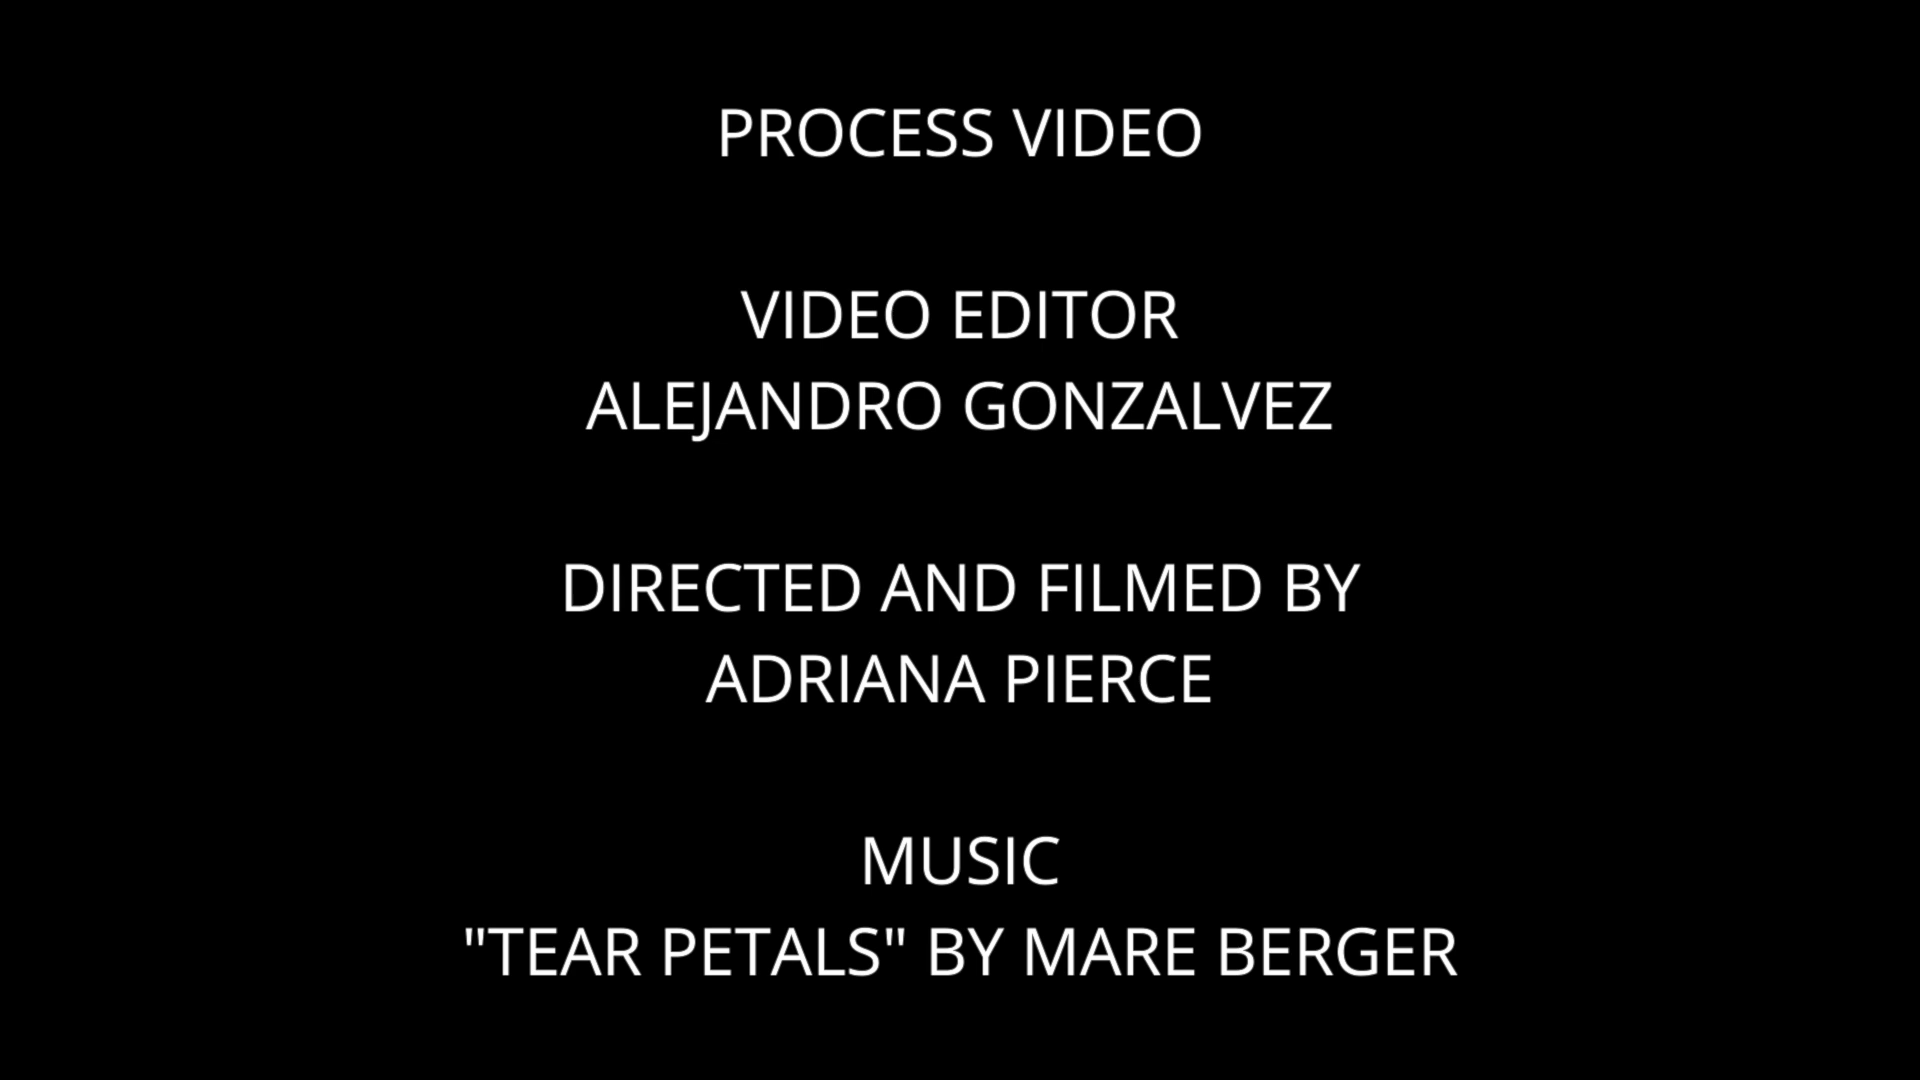 PROCESS VIDEO
VIDEO EDITOR
ALEJANDRO GONZALVEZ
DIRECTED AND FILMED BY
ADRIANA PIERCE
MUSIC
"TEAR PETALS" BY MARE BERGER